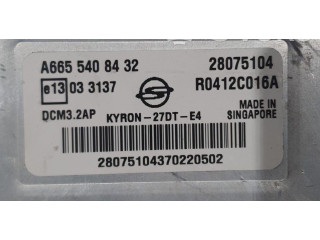 A665 540 84 32 28075104
e13 03 3137 R0412C016A
DCM3.2AP KYRON-27DT-E4 MADE IN
SINGAPORE
28075104370220502